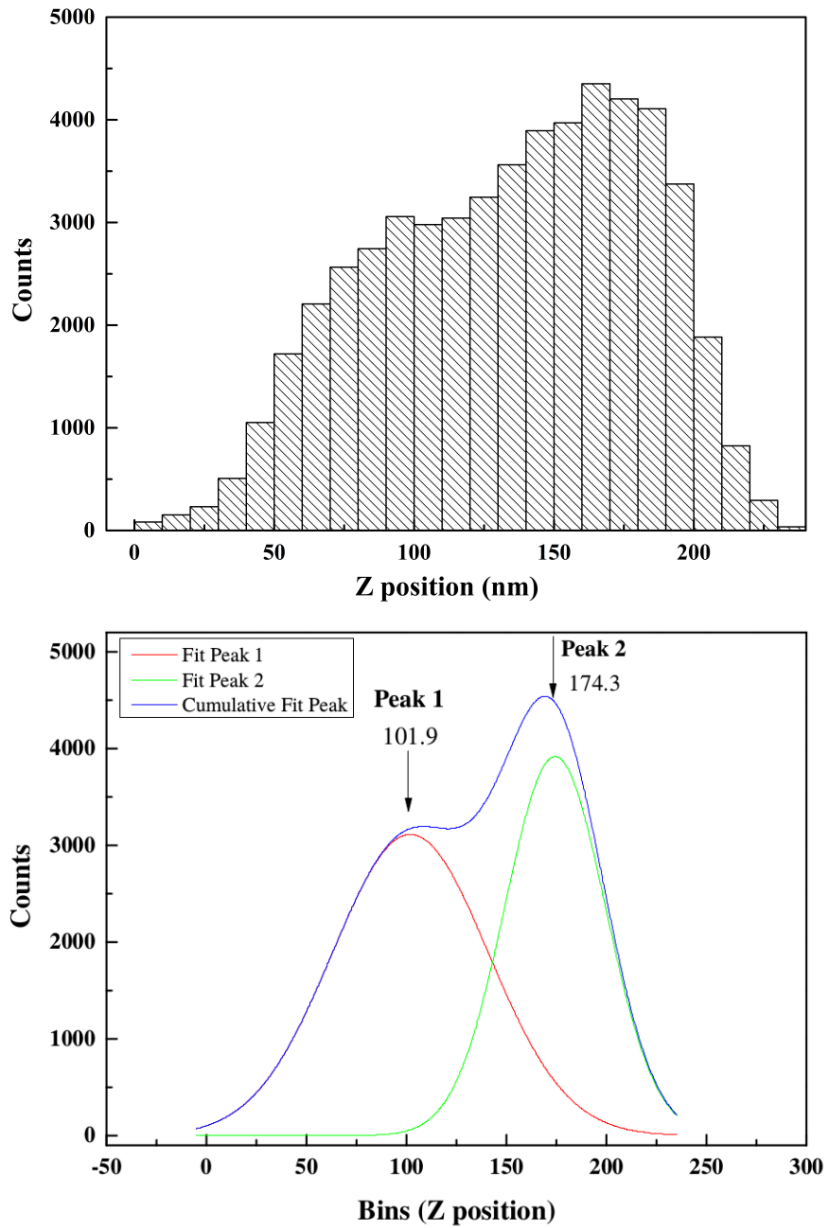 5000
4000
3000
2000
1000
0
Counts
0 50 100 150 200
Z position (nm)
Fit Peak 1
Fit Peak 2
Cumulative Fit Peak
Peak 1
101.9
Peak 2
174.3
5000
4000
3000
2000
1000
0
Counts
-50 0 50 100 150 200 250 300
Bins (Z position)